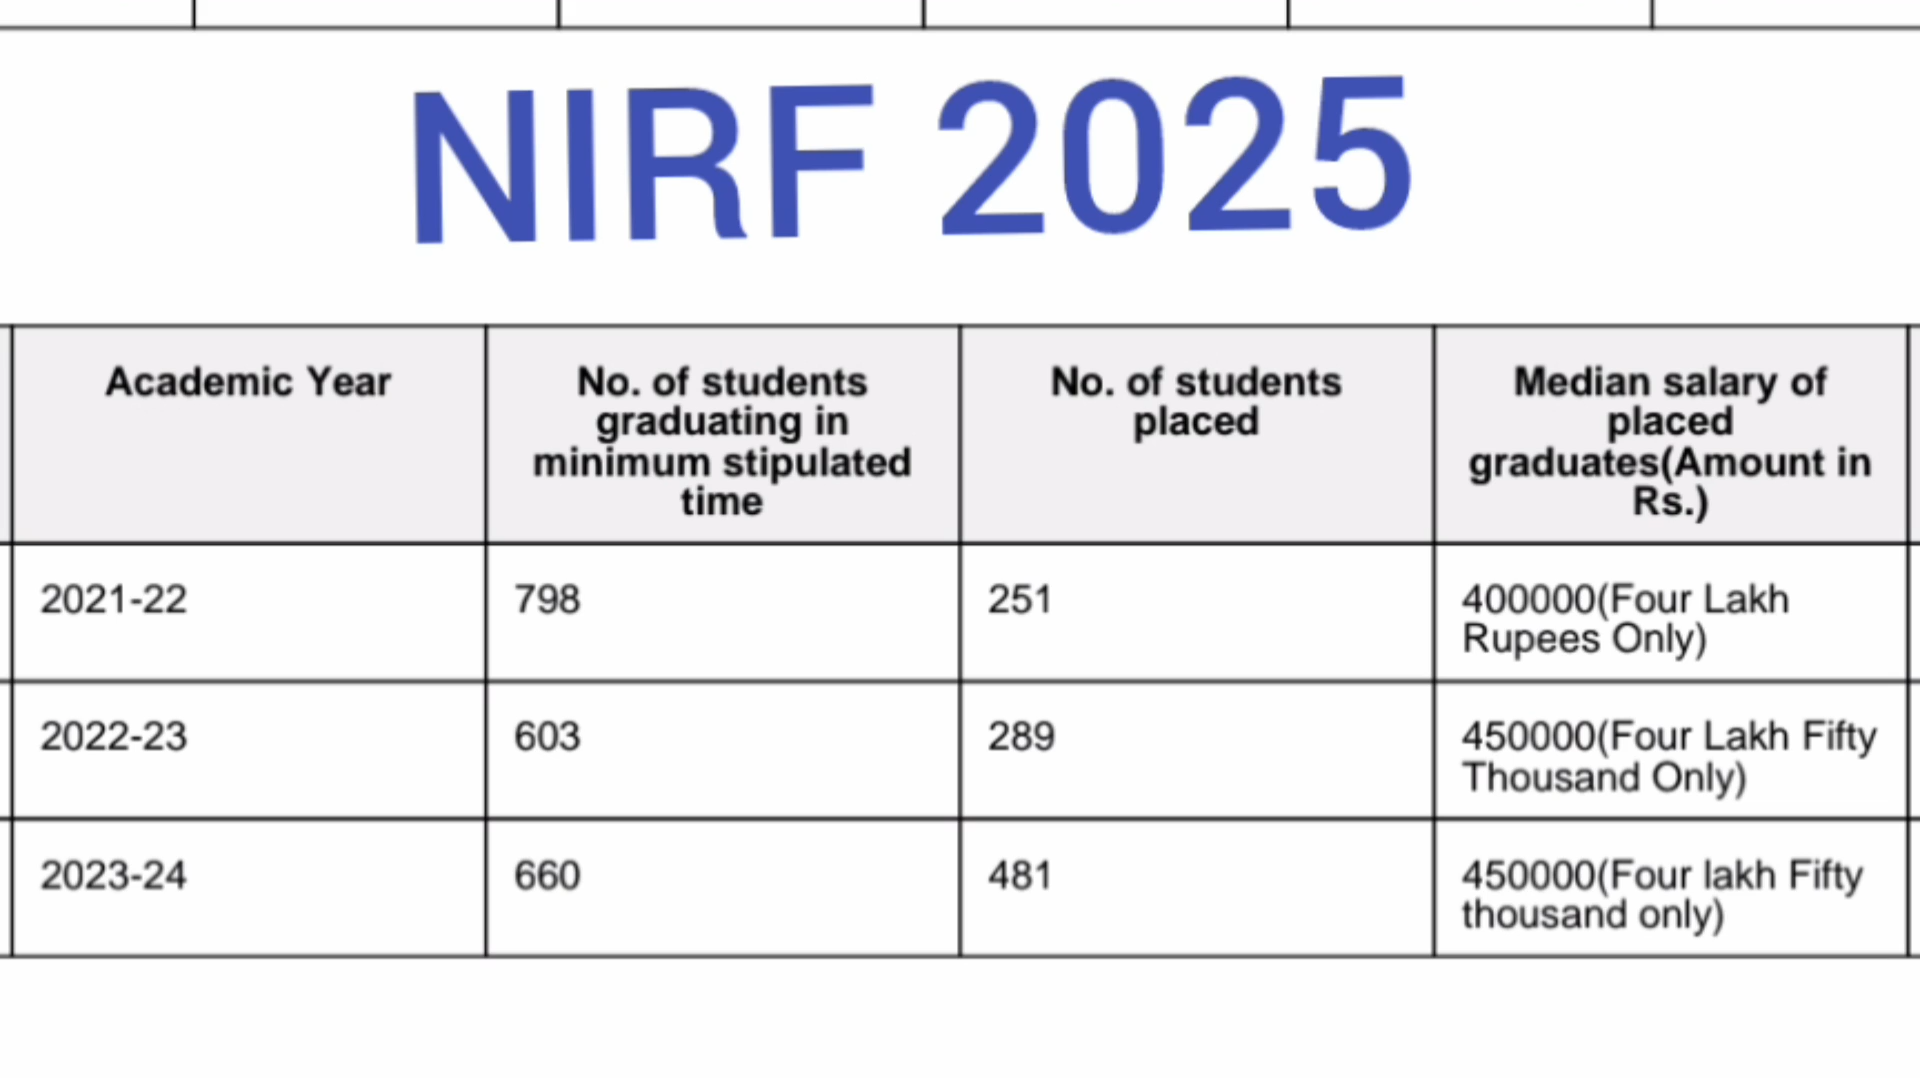 NIRF 2025
Academic Year
No. of students
graduating in
minimum stipulated
time
No. of students
placed
Median salary of
placed
graduates(Amount in
Rs.)
2021-22
798
251
400000(Four Lakh
Rupees Only)
2022-23
603
289
450000(Four Lakh Fifty
Thousand Only)
2023-24
660
481
450000(Four lakh Fifty
thousand only)